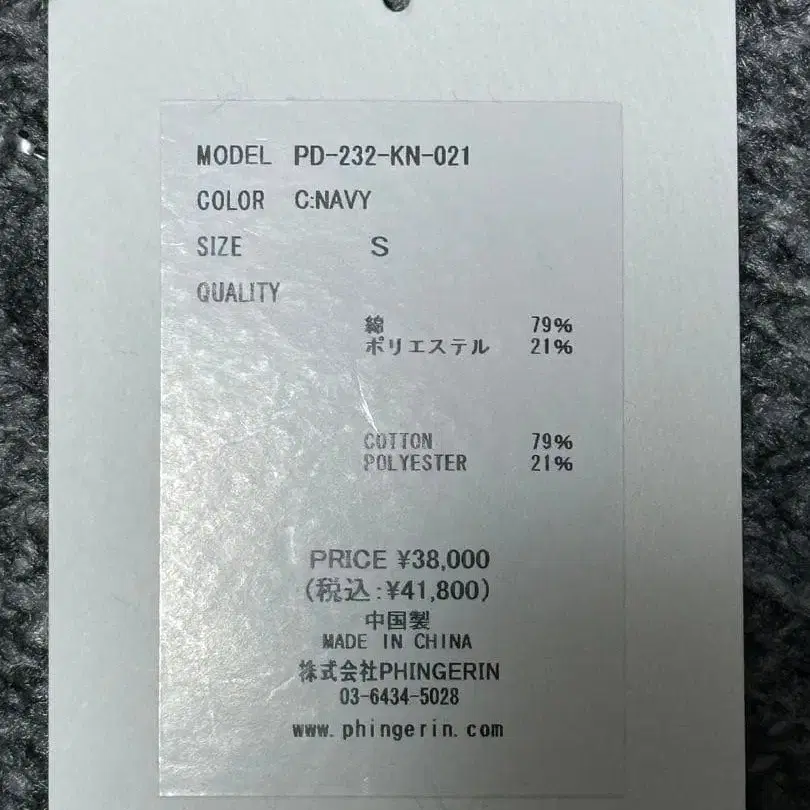 MODEL PD-232-KN-021
COLOR C:NAVY
SIZE S
QUALITY
綿 79%
ポリエステル 21%
COTTON 79%
POLYESTER 21%
PRICE ¥38,000
(税込:¥41,800)
中国製
MADE IN CHINA
株式会社PHINGERIN
03-6434-5028
www.phingerin.com